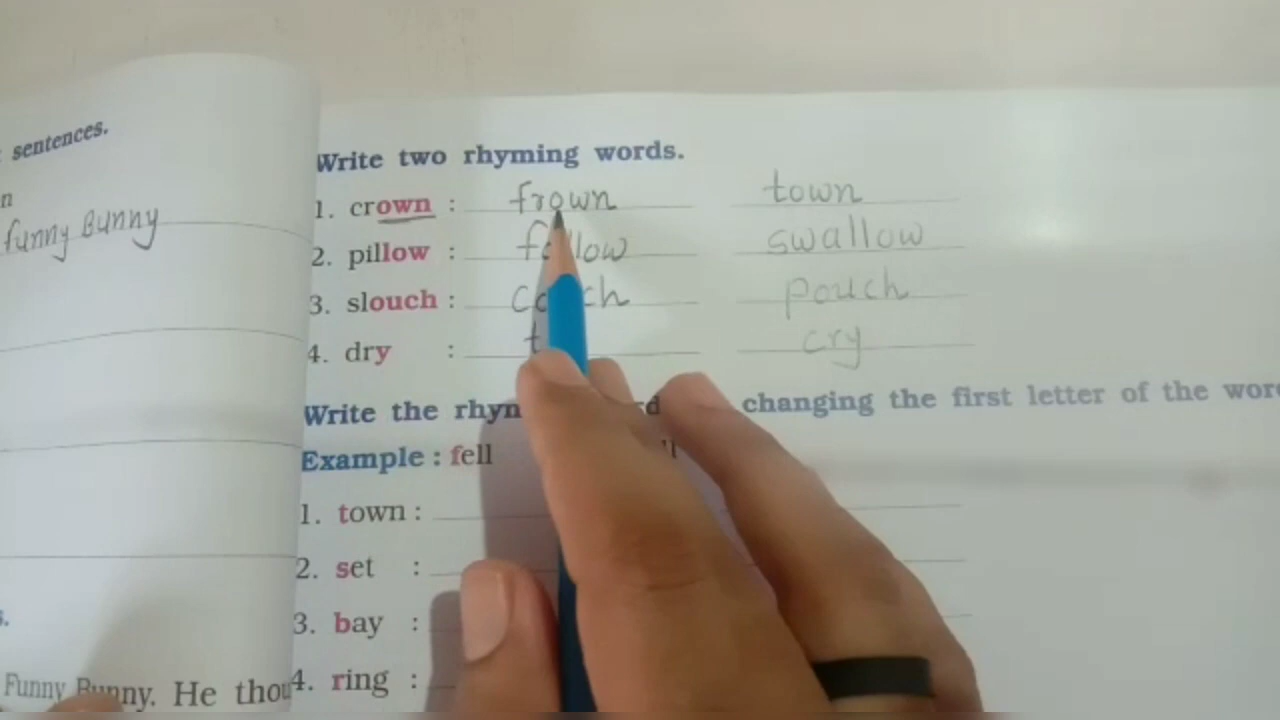 sentences.
n
funny Bunny
Funny Bunny. He thou
Write two rhyming words.
1. crown : frown town
2. pillow : swallow
3. slouch : pouch
4. dry : cry
Write the changing the first letter of the
Example : fell
1. town :
2. set :
3. bay :
4. ring :